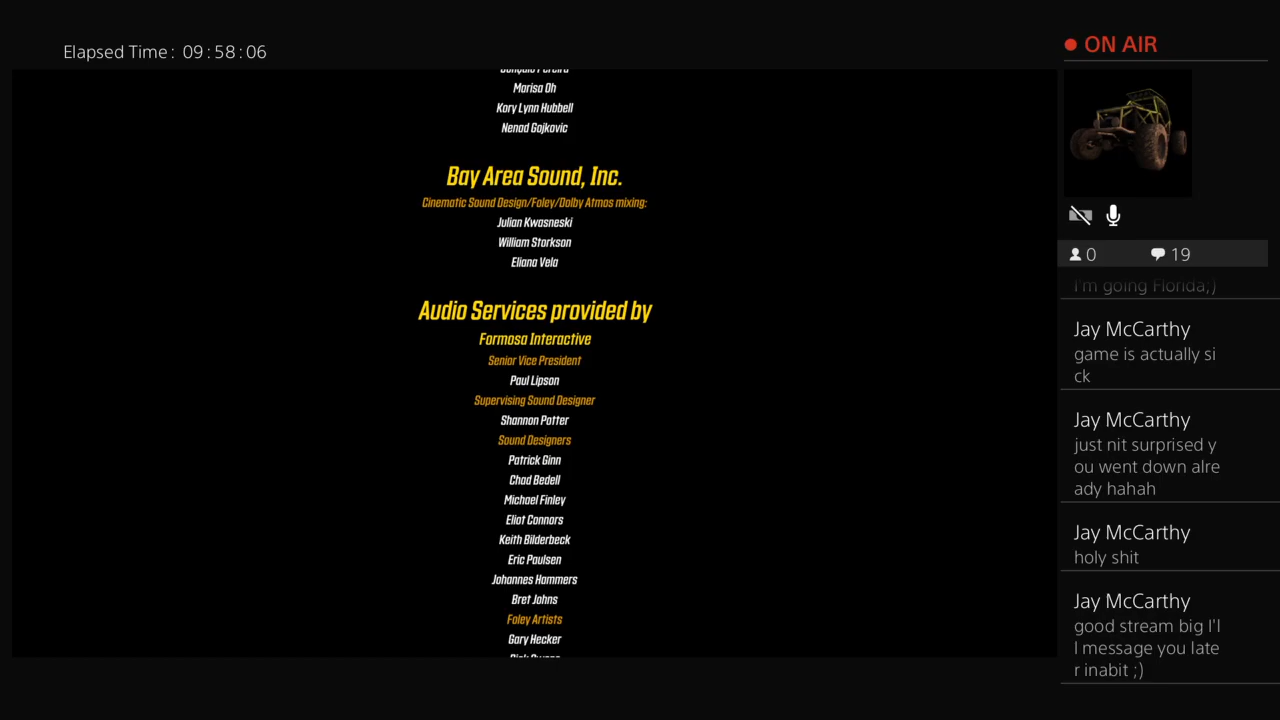 Elapsed Time: 09:58:06
ON AIR
Marisa Oh
Kory Lynn Hubbell
Nenad Gojkovic
Bay Area Sound, Inc.
Cinematic Sound Design/Foley/Dolby Atmos mixing:
Julian Kwasneski
William Storkson
Eliana Vela
Audio Services provided by
Formosa Interactive
Senior Vice President
Paul Lipson
Supervising Sound Designer
Shannon Potter
Sound Designers
Patrick Ginn
Chad Bedell
Michael Finley
Eliot Connors
Keith Bilderbeck
Eric Paulsen
Johannes Hammers
Bret Johns
Foley Artists
Gary Hecker
0
19
I'm going Florida;)
Jay McCarthy
game is actually si
ck
Jay McCarthy
just nit surprised y
ou went down alre
ady hahah
Jay McCarthy
holy shit
Jay McCarthy
good stream big I'l
l message you late
r inabit ;)